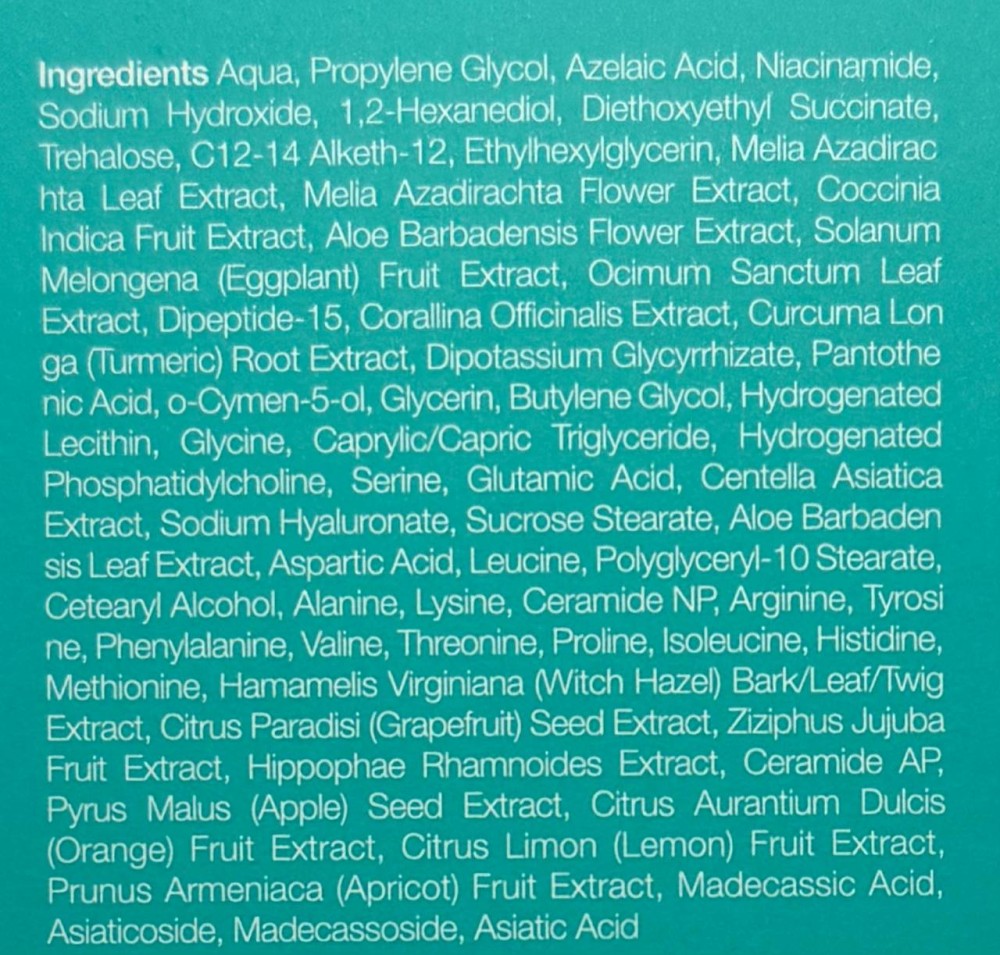 Ingredients Aqua, Propylene Glycol, Azelaic Acid, Niacinamide,
Sodium Hydroxide, 1,2-Hexanediol, Diethoxyethyl Succinate,
Trehalose, C12-14 Alketh-12, Ethylhexylglycerin, Melia Azadirac
hta Leaf Extract, Melia Azadirachta Flower Extract, Coccinia
Indica Fruit Extract, Aloe Barbadensis Flower Extract, Solanum
Melongena (Eggplant) Fruit Extract, Ocimum Sanctum Leaf
Extract, Dipeptide-15, Corallina Officinalis Extract, Curcuma Lon
ga (Turmeric) Root Extract, Dipotassium Glycyrrhizate, Pantothe
nic Acid, o-Cymen-5-ol, Glycerin, Butylene Glycol, Hydrogenated
Lecithin, Glycine, Caprylic/Capric Triglyceride, Hydrogenated
Phosphatidylcholine, Serine, Glutamic Acid, Centella Asiatica
Extract, Sodium Hyaluronate, Sucrose Stearate, Aloe Barbaden
sis Leaf Extract, Aspartic Acid, Leucine, Polyglyceryl-10 Stearate,
Cetearyl Alcohol, Alanine, Lysine, Ceramide NP, Arginine, Tyrosi
ne, Phenylalanine, Valine, Threonine, Proline, Isoleucine, Histidine,
Methionine, Hamamelis Virginiana (Witch Hazel) Bark/Leaf/Twig
Extract, Citrus Paradisi (Grapefruit) Seed Extract, Ziziphus Jujuba
Fruit Extract, Hippophae Rhamnoides Extract, Ceramide AP,
Pyrus Malus (Apple) Seed Extract, Citrus Aurantium Dulcis
(Orange) Fruit Extract, Citrus Limon (Lemon) Fruit Extract,
Prunus Armeniaca (Apricot) Fruit Extract, Madecassic Acid,
Asiaticoside, Madecassoside, Asiatic Acid